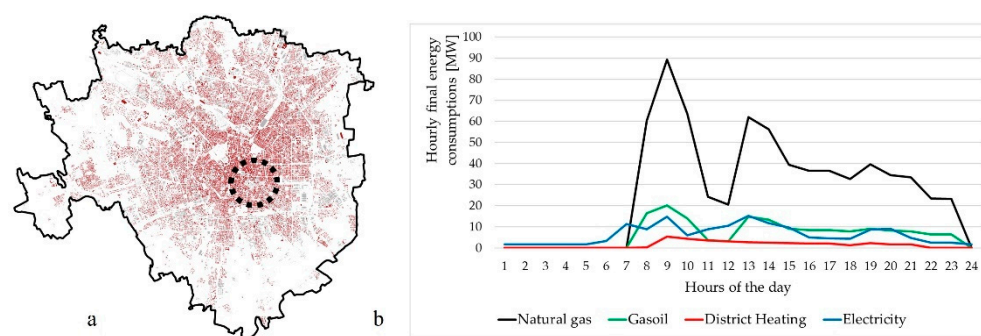 a
b
Hourly final energy
consumptions [MW]
100
90
80
70
60
50
40
30
20
10
0
1 2 3 4 5 6 7 8 9 10 11 12 13 14 15 16 17 18 19 20 21 22 23 24
Hours of the day
Natural gas Gasoil District Heating Electricity